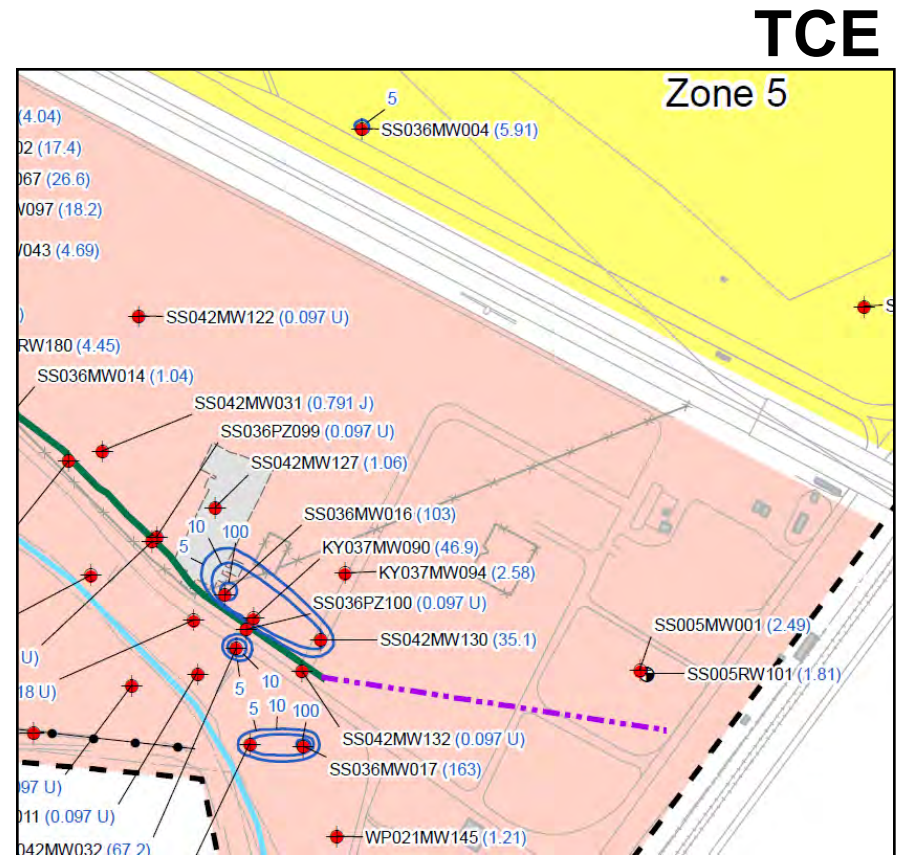 TCE
Zone 5
5
SS036MW004 (5.91)
(4.04)
02 (17.4)
067 (26.6)
W097 (18.2)
V043 (4.69)
S
SS042MW122 (0.097 U)
)
RW180 (4.45)
SS036MW014 (1.04)
SS042MW031 (0.791 J)
SS036PZ099 (0.097 U)
SS042MW127 (1.06)
SS036MW016 (103)
10
100
5
KY037MW090 (46.9)
KY037MW094 (2.58)
SS036PZ100 (0.097 U)
SS005MW001 (2.49)
SS042MW130 (35.1)
U)
SS005RW101 (1.81)
18 U)
5
10
5
10
100
SS042MW132 (0.097 U)
SS036MW017 (163)
097 U)
011 (0.097 U)
WP021MW145 (1.21)
042MW032 (67.2)